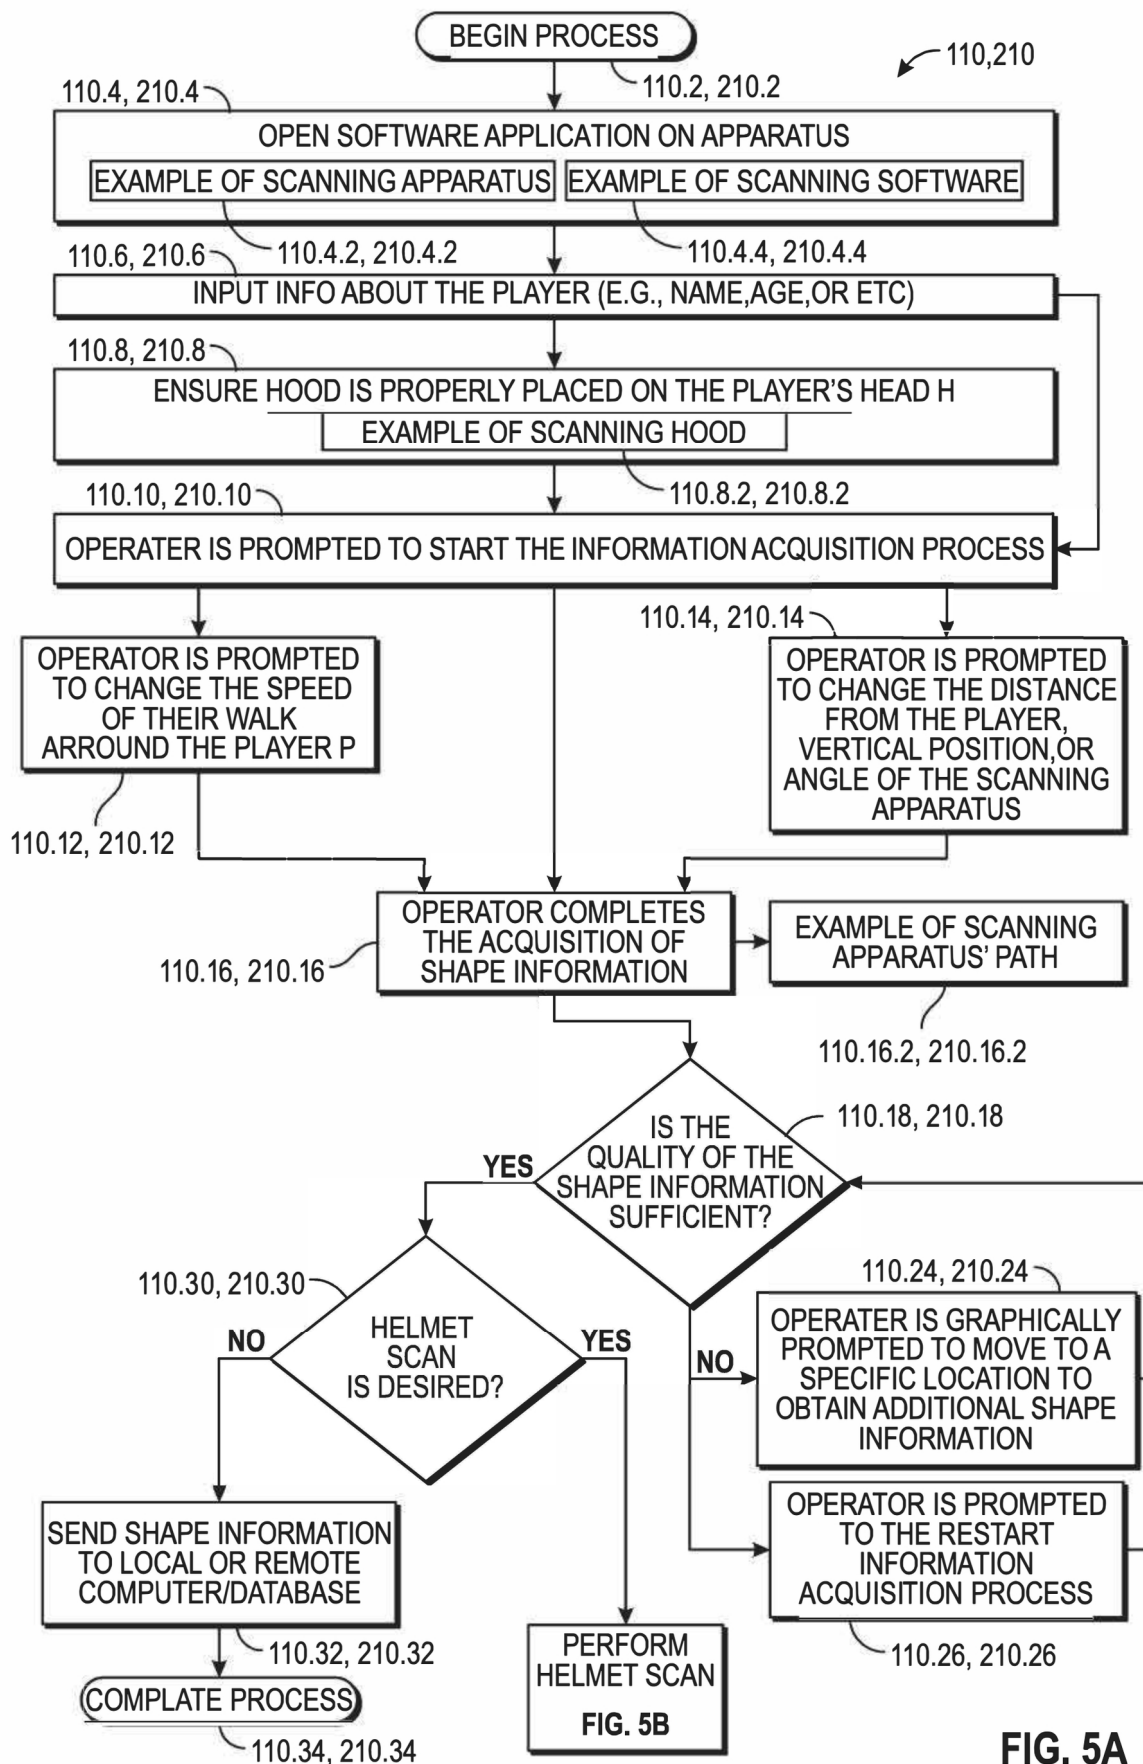 BEGIN PROCESS
110,210
110.2, 210.2
110.4, 210.4
OPEN SOFTWARE APPLICATION ON APPARATUS
EXAMPLE OF SCANNING APPARATUS
EXAMPLE OF SCANNING SOFTWARE
110.4.2, 210.4.2
110.4.4, 210.4.4
110.6, 210.6
INPUT INFO ABOUT THE PLAYER (E.G., NAME,AGE,OR ETC)
110.8, 210.8
ENSURE HOOD IS PROPERLY PLACED ON THE PLAYER'S HEAD H
EXAMPLE OF SCANNING HOOD
110.8.2, 210.8.2
110.10, 210.10
OPERATER IS PROMPTED TO START THE INFORMATION ACQUISITION PROCESS
OPERATOR IS PROMPTED
TO CHANGE THE SPEED
OF THEIR WALK
ARROUND THE PLAYER P
110.12, 210.12
110.14, 210.14
OPERATOR IS PROMPTED
TO CHANGE THE DISTANCE
FROM THE PLAYER,
VERTICAL POSITION,OR
ANGLE OF THE SCANNING
APPARATUS
OPERATOR COMPLETES
THE ACQUISITION OF
SHAPE INFORMATION
110.16, 210.16
EXAMPLE OF SCANNING
APPARATUS' PATH
110.16.2, 210.16.2
IS THE
QUALITY OF THE
SHAPE INFORMATION
SUFFICIENT?
110.18, 210.18
YES
110.30, 210.30
HELMET
SCAN
IS DESIRED?
NO
YES
NO
110.24, 210.24
OPERATER IS GRAPHICALLY
PROMPTED TO MOVE TO A
SPECIFIC LOCATION TO
OBTAIN ADDITIONAL SHAPE
INFORMATION
OPERATOR IS PROMPTED
TO THE RESTART
INFORMATION
ACQUISITION PROCESS
110.26, 210.26
SEND SHAPE INFORMATION
TO LOCAL OR REMOTE
COMPUTER/DATABASE
110.32, 210.32
COMPLATE PROCESS
110.34, 210.34
PERFORM
HELMET SCAN
FIG. 5B
FIG. 5A